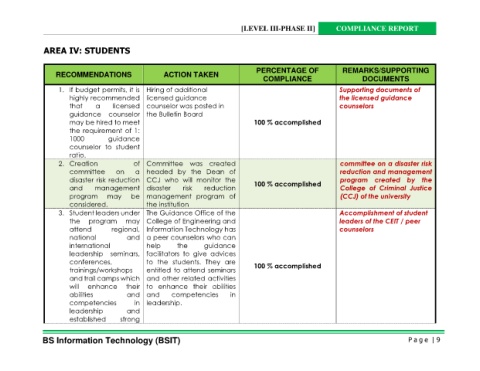 [LEVEL III-PHASE II] COMPLIANCE REPORT
AREA IV: STUDENTS
RECOMMENDATIONS
ACTION TAKEN
PERCENTAGE OF
COMPLIANCE
REMARKS/SUPPORTING
DOCUMENTS
1. If budget permits, it is
highly recommended
that a licensed
guidance counselor
may be hired to meet
the requirement of 1:
1000 guidance
counselor to student
ratio.
Hiring of additional
licensed guidance
counselor was posted in
the Bulletin Board
100 % accomplished
Supporting documents of
the licensed guidance
counselors
2. Creation of
committee on a
disaster risk reduction
and management
program may be
considered.
Committee was created
headed by the Dean of
CCJ who will monitor the
disaster risk reduction
management program of
the institution
100 % accomplished
committee on a disaster risk
reduction and management
program created by the
College of Criminal Justice
(CCJ) of the university
3. Student leaders under
the program may
attend regional,
national and
international
leadership seminars,
conferences,
trainings/workshops
and trail camps which
will enhance their
abilities and
competencies in
leadership and
established strong
The Guidance Office of the
College of Engineering and
Information Technology has
a peer counselors who can
help the guidance
facilitators to give advices
to the students. They are
entitled to attend seminars
and other related activities
to enhance their abilities
and competencies in
leadership.
100 % accomplished
Accomplishment of student
leaders of the CEIT / peer
counselors
BS Information Technology (BSIT)
Page | 9